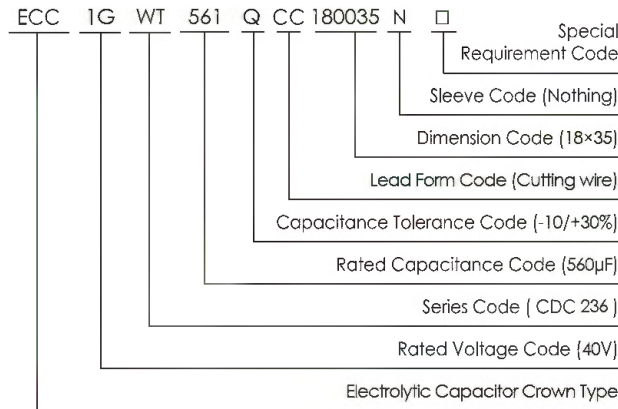 ECC 1G WT 561 Q CC 180035 N □
Special
Requirement Code
Sleeve Code (Nothing)
Dimension Code (18×35)
Lead Form Code (Cutting wire)
Capacitance Tolerance Code (-10/+30%)
Rated Capacitance Code (560µF)
Series Code ( CDC 236 )
Rated Voltage Code (40V)
Electrolytic Capacitor Crown Type